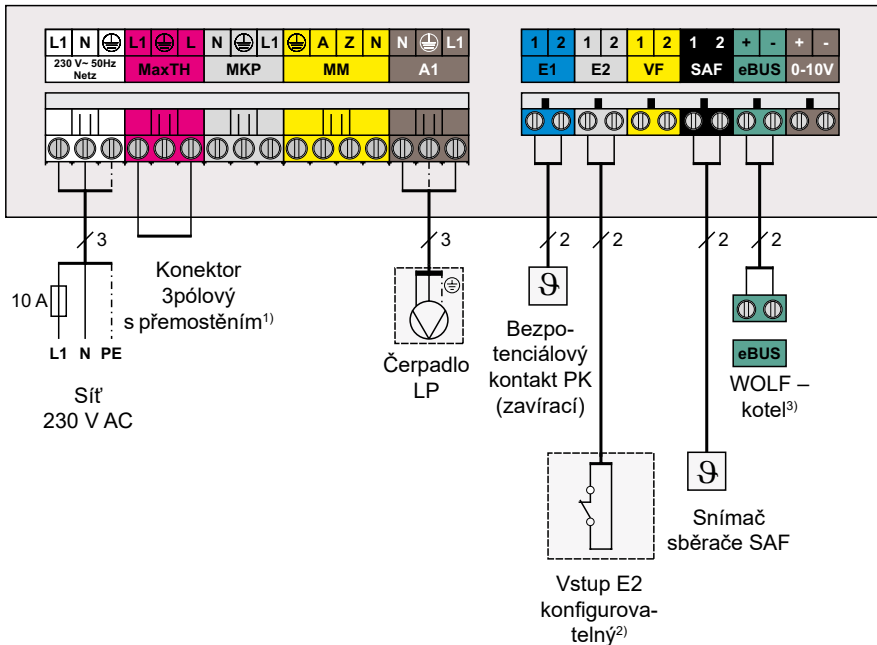 L1 N L1 L N L1 A Z N N L1 1 2 1 2 1 2 1 2 + - + -
230 V~ 50Hz
Netz
MaxTH MKP MM A1 E1 E2 VF SAF eBUS 0-10V
3 3 2 2 2 2
10 A
L1 N PE
Síť
230 V AC
Konektor
3pólový
s přemostěním1)
Čerpadlo
LP
ϑ
Bezpo-
tenciálový
kontakt PK
(zavírací)
eBUS
WOLF –
kotel3)
ϑ
Snímač
sběrače SAF
Vstup E2
konfigurova-
telný2)